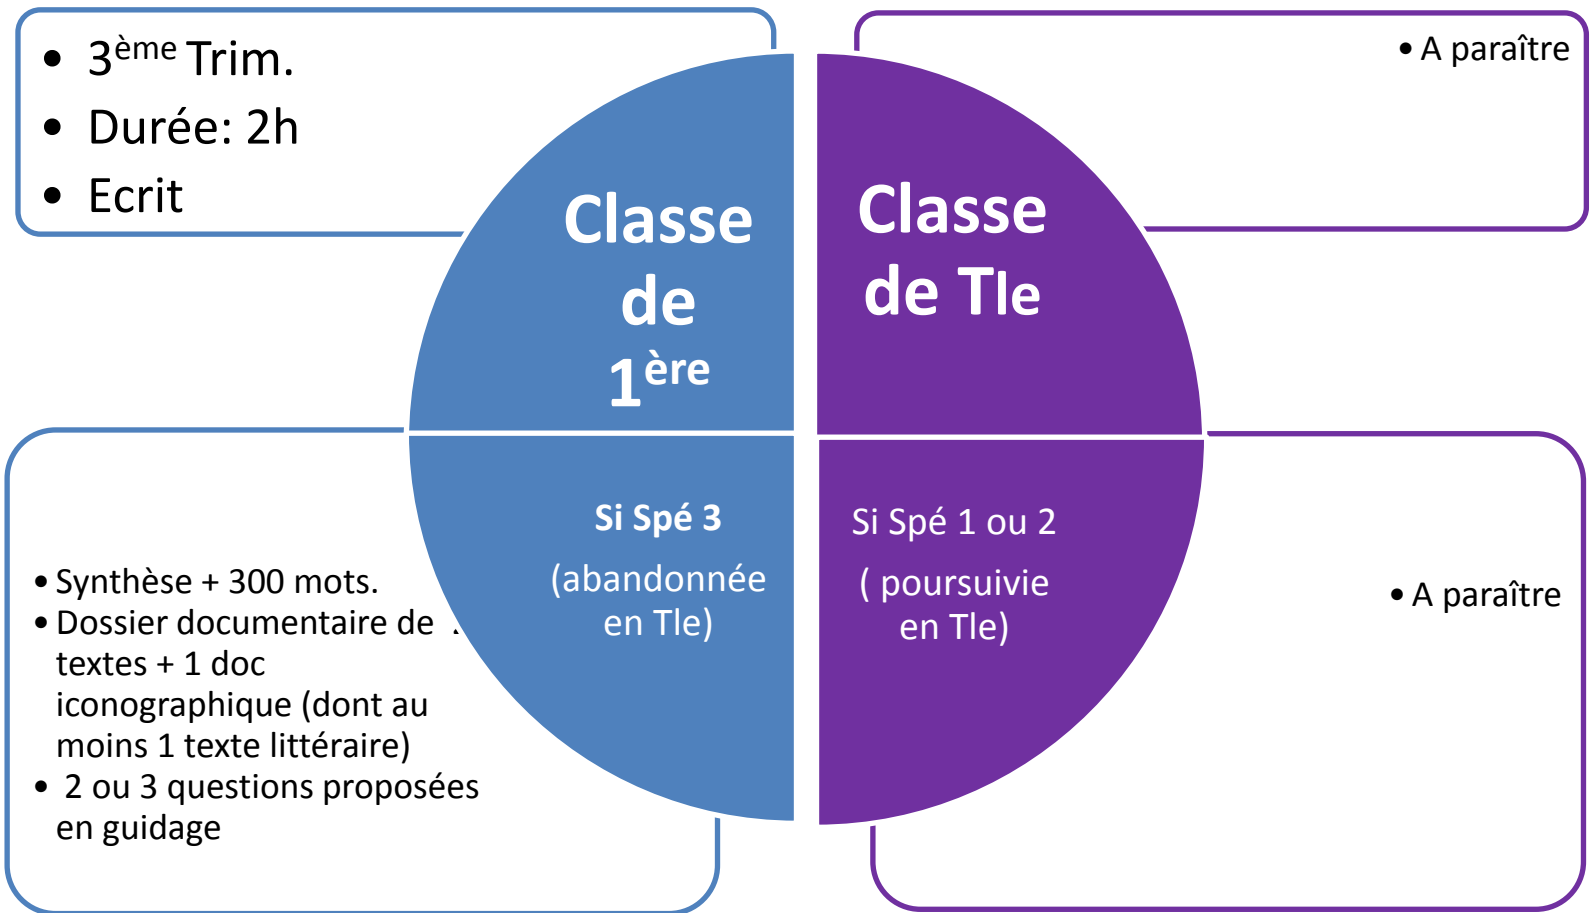 • 3ème Trim.
• Durée: 2h
• Ecrit
Classe
de
1ère
Classe
de Tle
• A paraître
Si Spé 3
(abandonnée
en Tle)
Si Spé 1 ou 2
( poursuivie
en Tle)
• Synthèse + 300 mots.
• Dossier documentaire de
textes + 1 doc
iconographique (dont au
moins 1 texte littéraire)
• 2 ou 3 questions proposées
en guidage
• A paraître